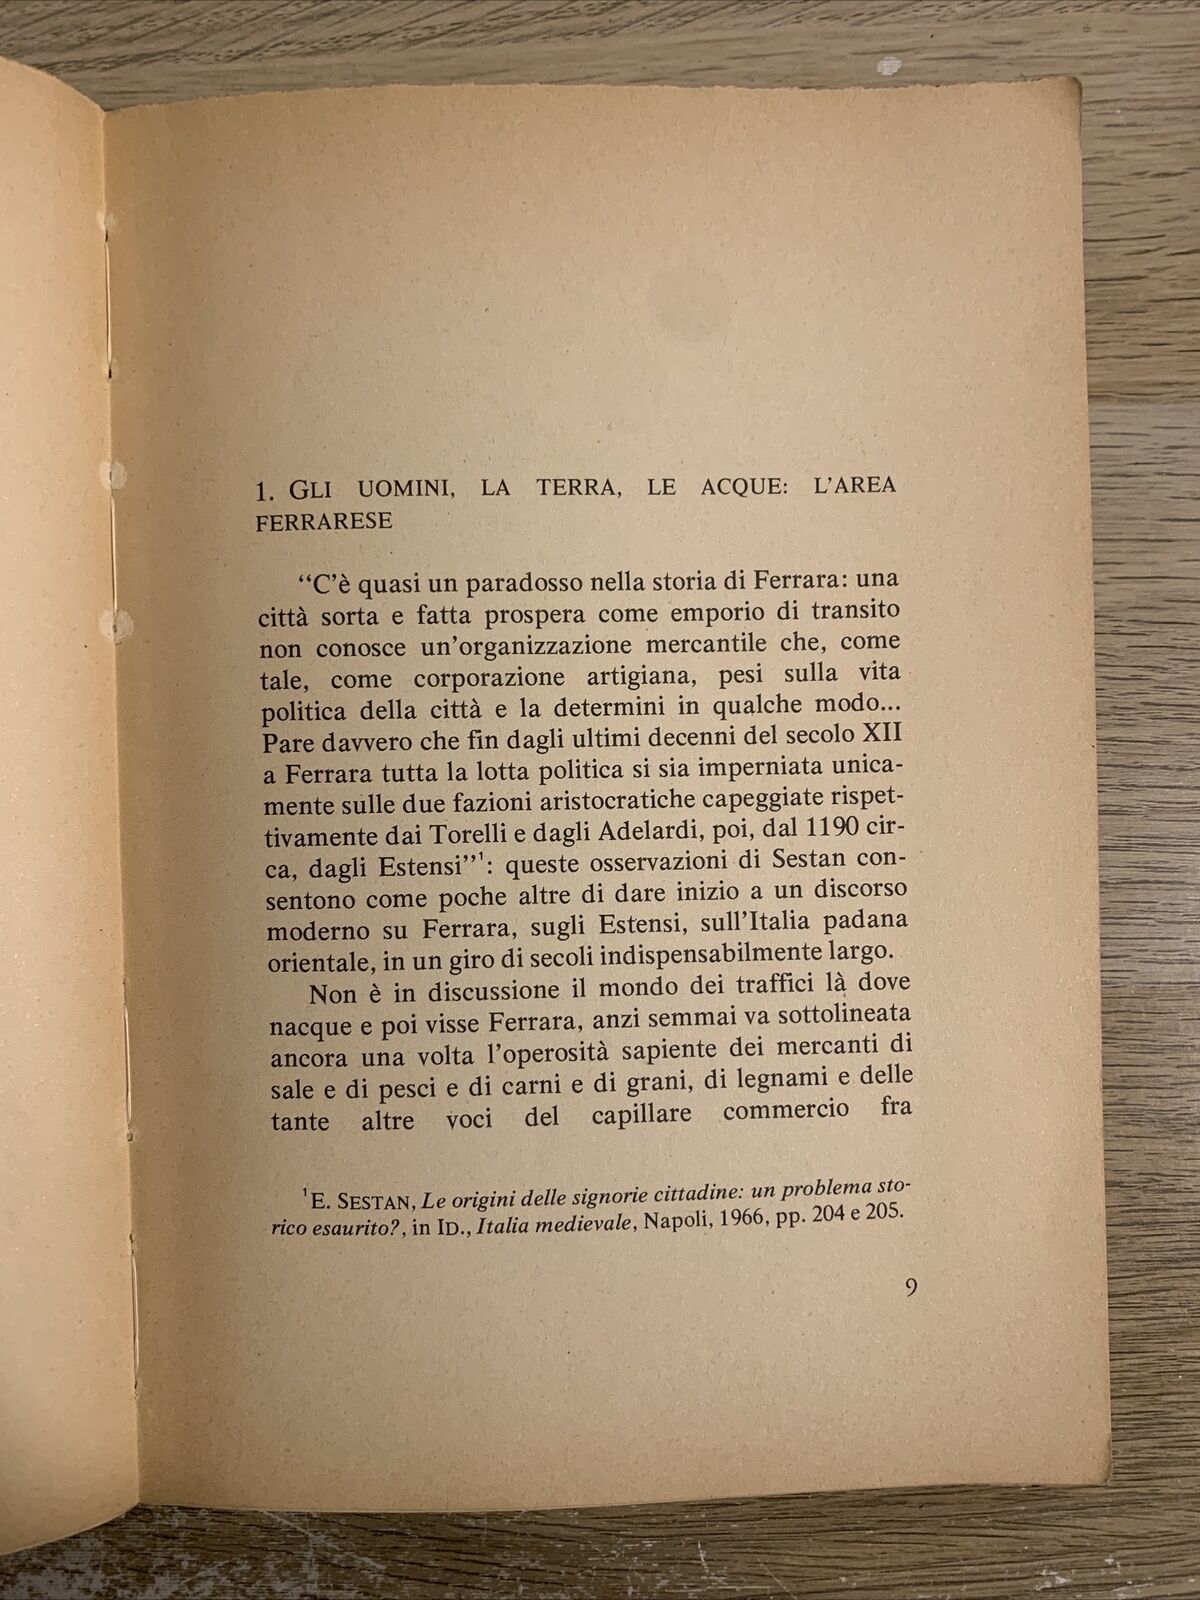 1. GLI UOMINI, LA TERRA, LE ACQUE: L'AREA
FERRARESE
“C'è quasi un paradosso nella storia di Ferrara: una
città sorta e fatta prospera come emporio di transito
non conosce un'organizzazione mercantile che, come
tale, come corporazione artigiana, pesi sulla vita
politica della città e la determini in qualche modo...
Pare davvero che fin dagli ultimi decenni del secolo XII
a Ferrara tutta la lotta politica si sia imperniata unica-
mente sulle due fazioni aristocratiche capeggiate rispet-
tivamente dai Torelli e dagli Adelardi, poi, dal 1190 cir-
ca, dagli Estensi”¹: queste osservazioni di Sestan con-
sentono come poche altre di dare inizio a un discorso
moderno su Ferrara, sugli Estensi, sull'Italia padana
orientale, in un giro di secoli indispensabilmente largo.
Non è in discussione il mondo dei traffici là dove
nacque e poi visse Ferrara, anzi semmai va sottolineata
ancora una volta l'operosità sapiente dei mercanti di
sale e di pesci e di carni e di grani, di legnami e delle
tante altre voci del capillare commercio fra
¹E. SESTAN, Le origini delle signorie cittadine: un problema sto-
rico esaurito?, in ID., Italia medievale, Napoli, 1966, pp. 204 e 205.
9